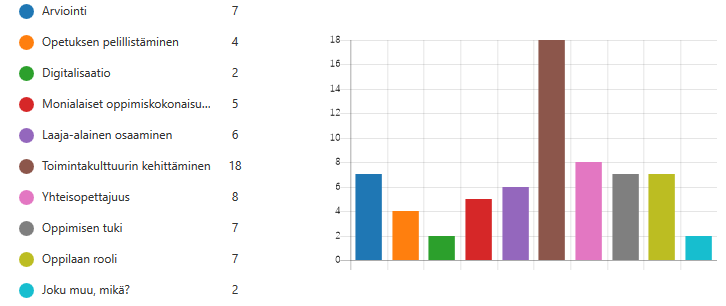 Arviointi 7
Opetuksen pelillistäminen 4
Digitalisaatio 2
Monialaiset oppimiskokonaisu... 5
Laaja-alainen osaaminen 6
Toimintakulttuurin kehittäminen 18
Yhteisopettajuus 8
Oppimisen tuki 7
Oppilaan rooli 7
Joku muu, mikä? 2
18
16
14
12
10
8
6
4
2
0